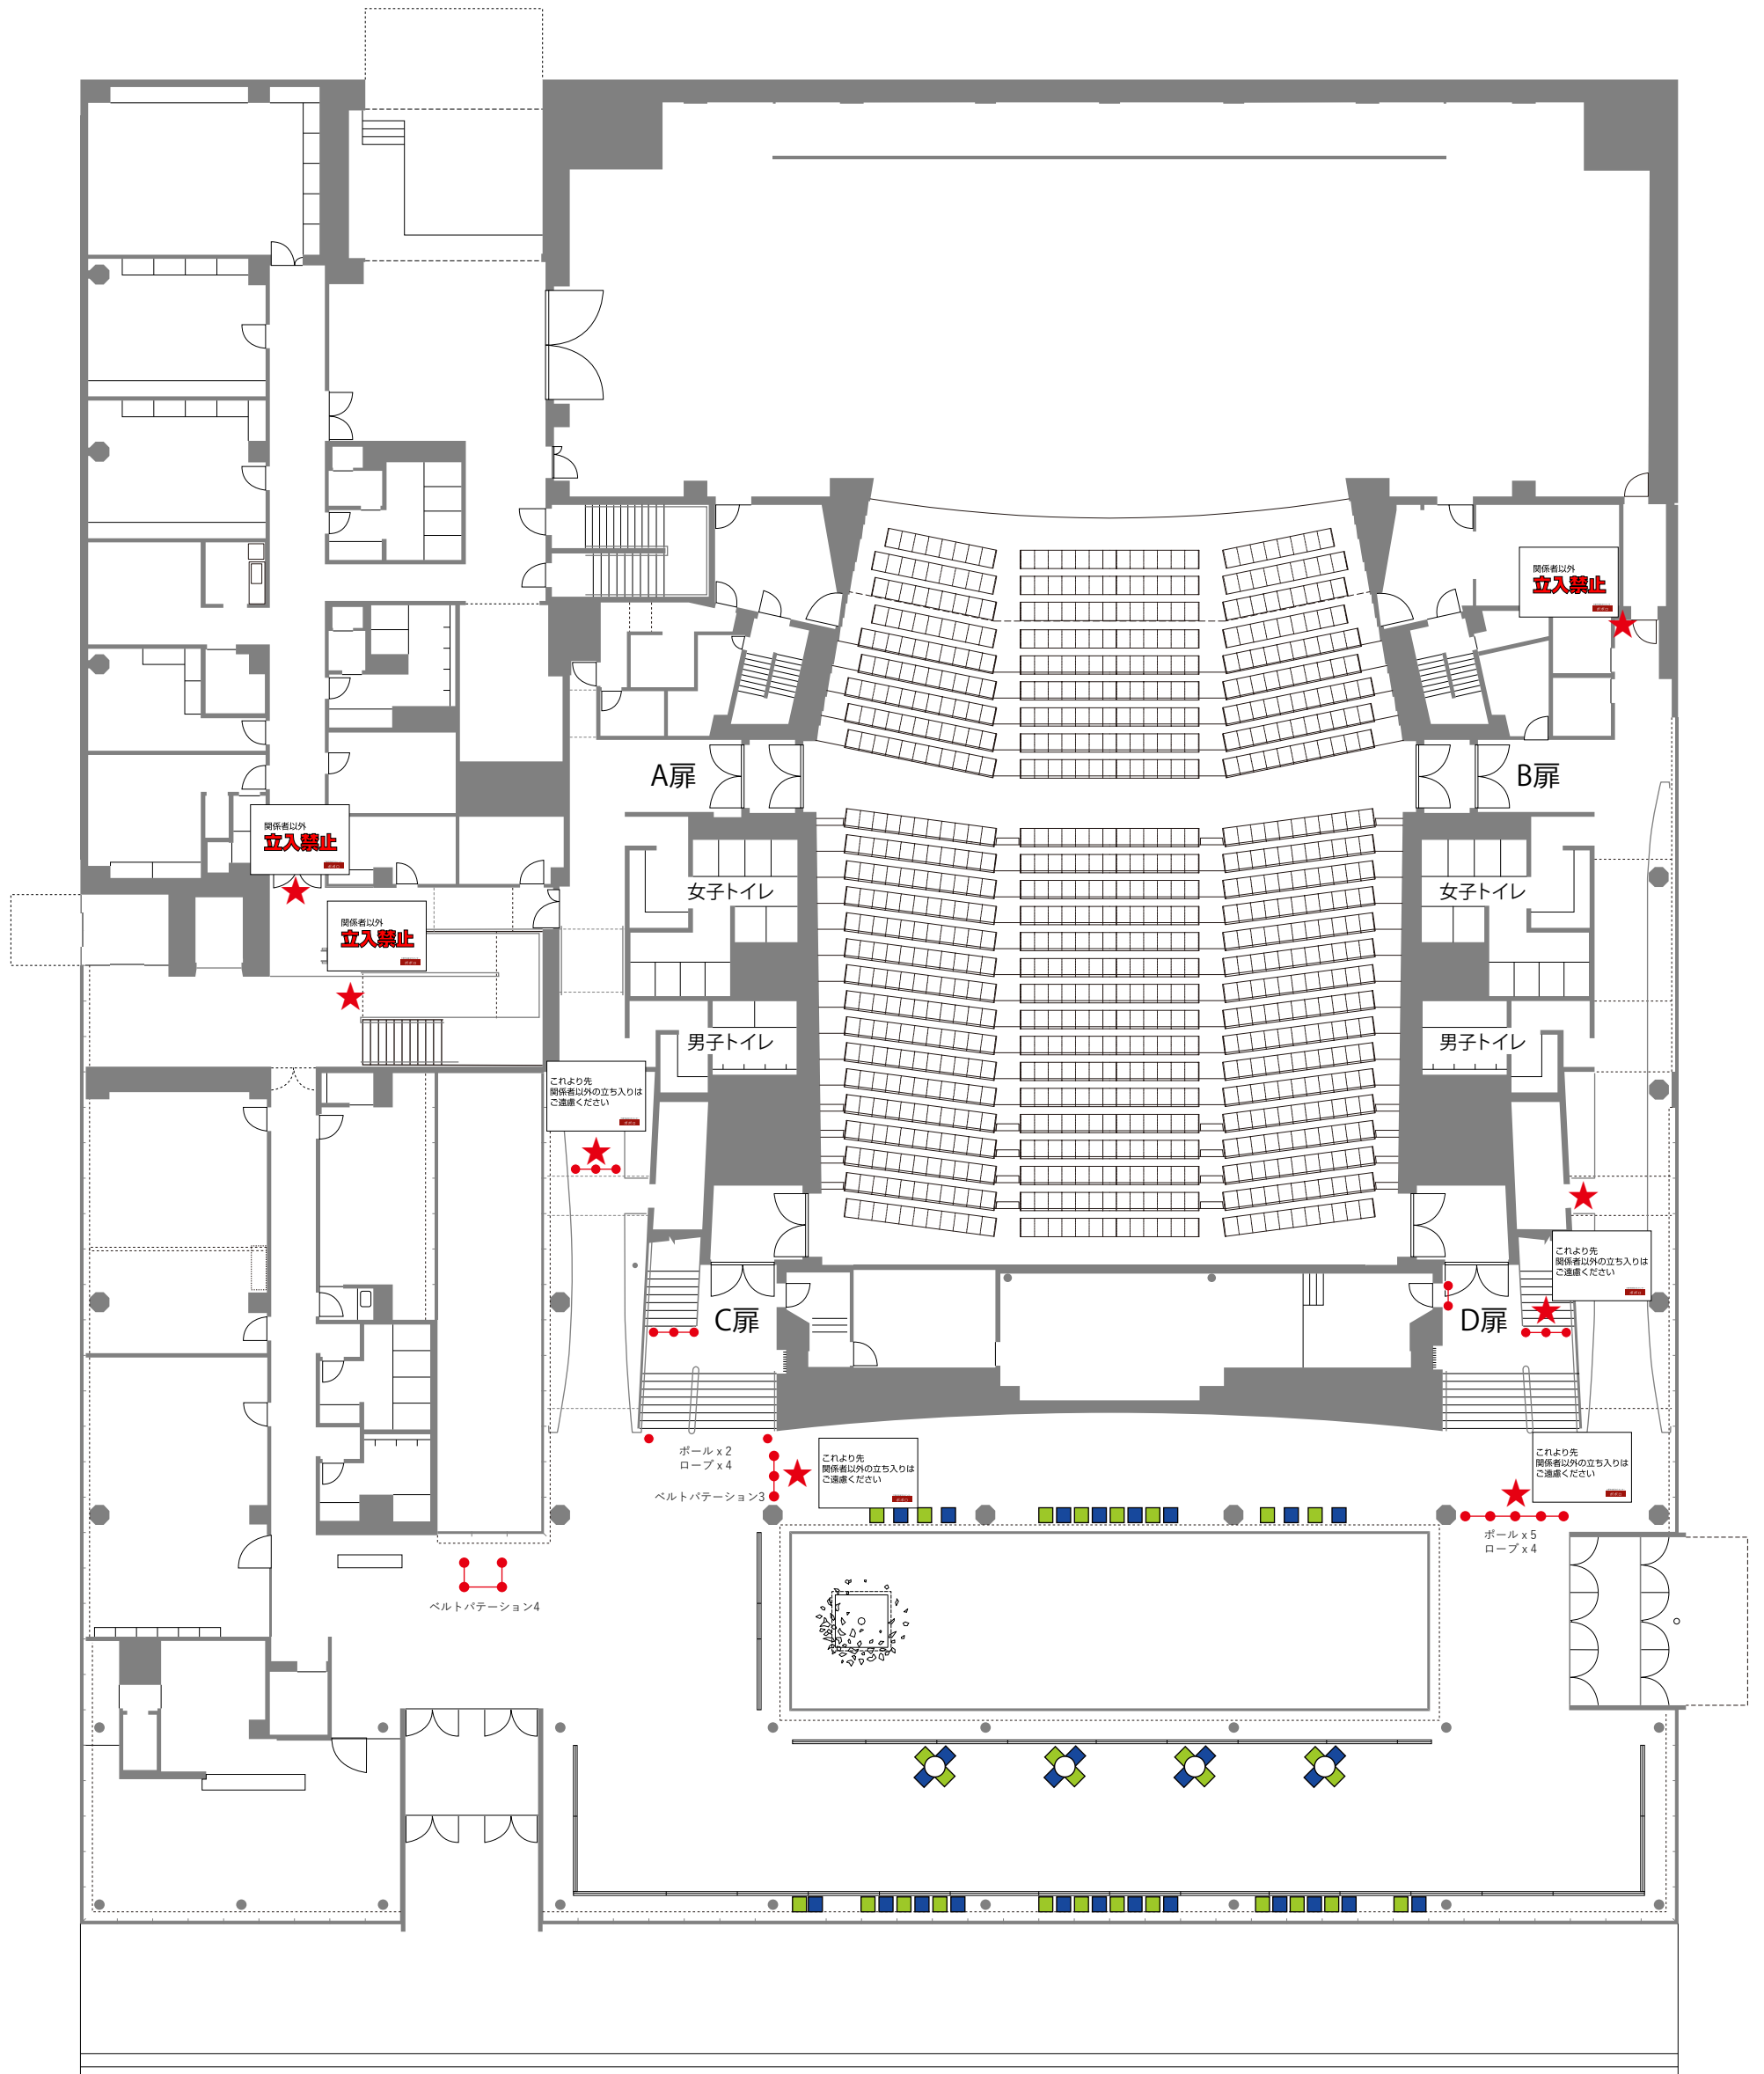 関係者以外
立入禁止
A扉
B扉
関係者以外
立入禁止
女子トイレ
女子トイレ
関係者以外
立入禁止
男子トイレ
男子トイレ
これより先
関係者以外の立ち入りは
ご遠慮ください
これより先
関係者以外の立ち入りは
ご遠慮ください
C扉
D扉
ポール x 2
ロープ x 4
ベルトパテーション3
これより先
関係者以外の立ち入りは
ご遠慮ください
これより先
関係者以外の立ち入りは
ご遠慮ください
ポール x 5
ロープ x 4
ベルトパテーション4